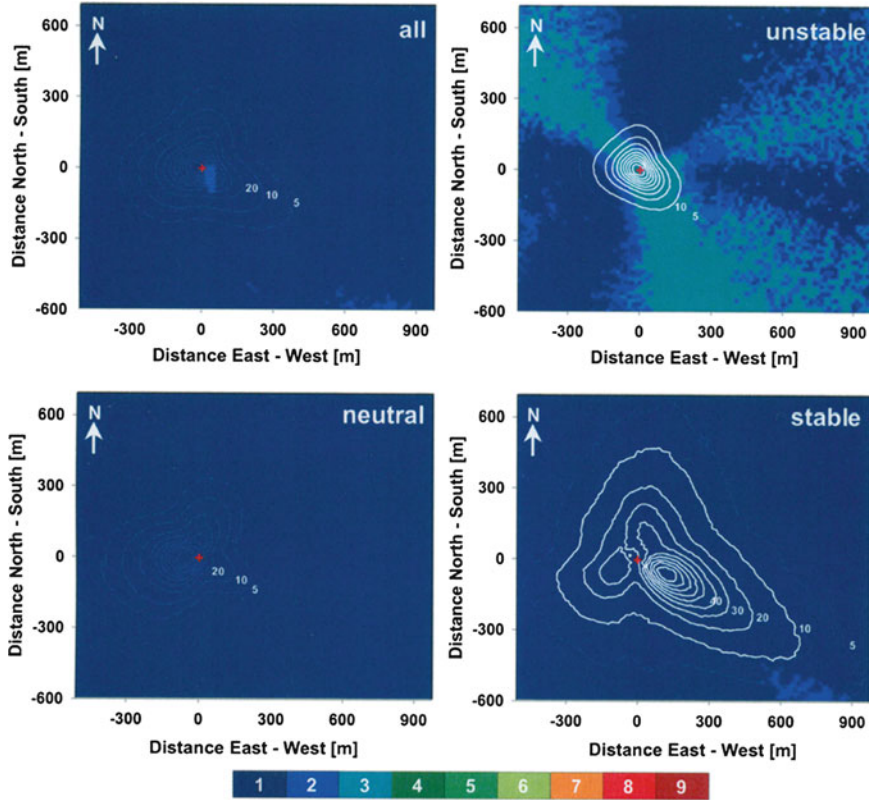 N
all
600
300
0
-300
-600
Distance North - South [m]
20 10 5
-300 0 300 600 900
Distance East - West [m]
N
unstable
600
300
0
-300
-600
Distance North - South [m]
10 5
-300 0 300 600 900
Distance East - West [m]
N
neutral
600
300
0
-300
-600
Distance North - South [m]
20 10 5
-300 0 300 600 900
Distance East - West [m]
N
stable
600
300
0
-300
-600
Distance North - South [m]
40 30 20 10 5
-300 0 300 600 900
Distance East - West [m]
1 2 3 4 5 6 7 8 9